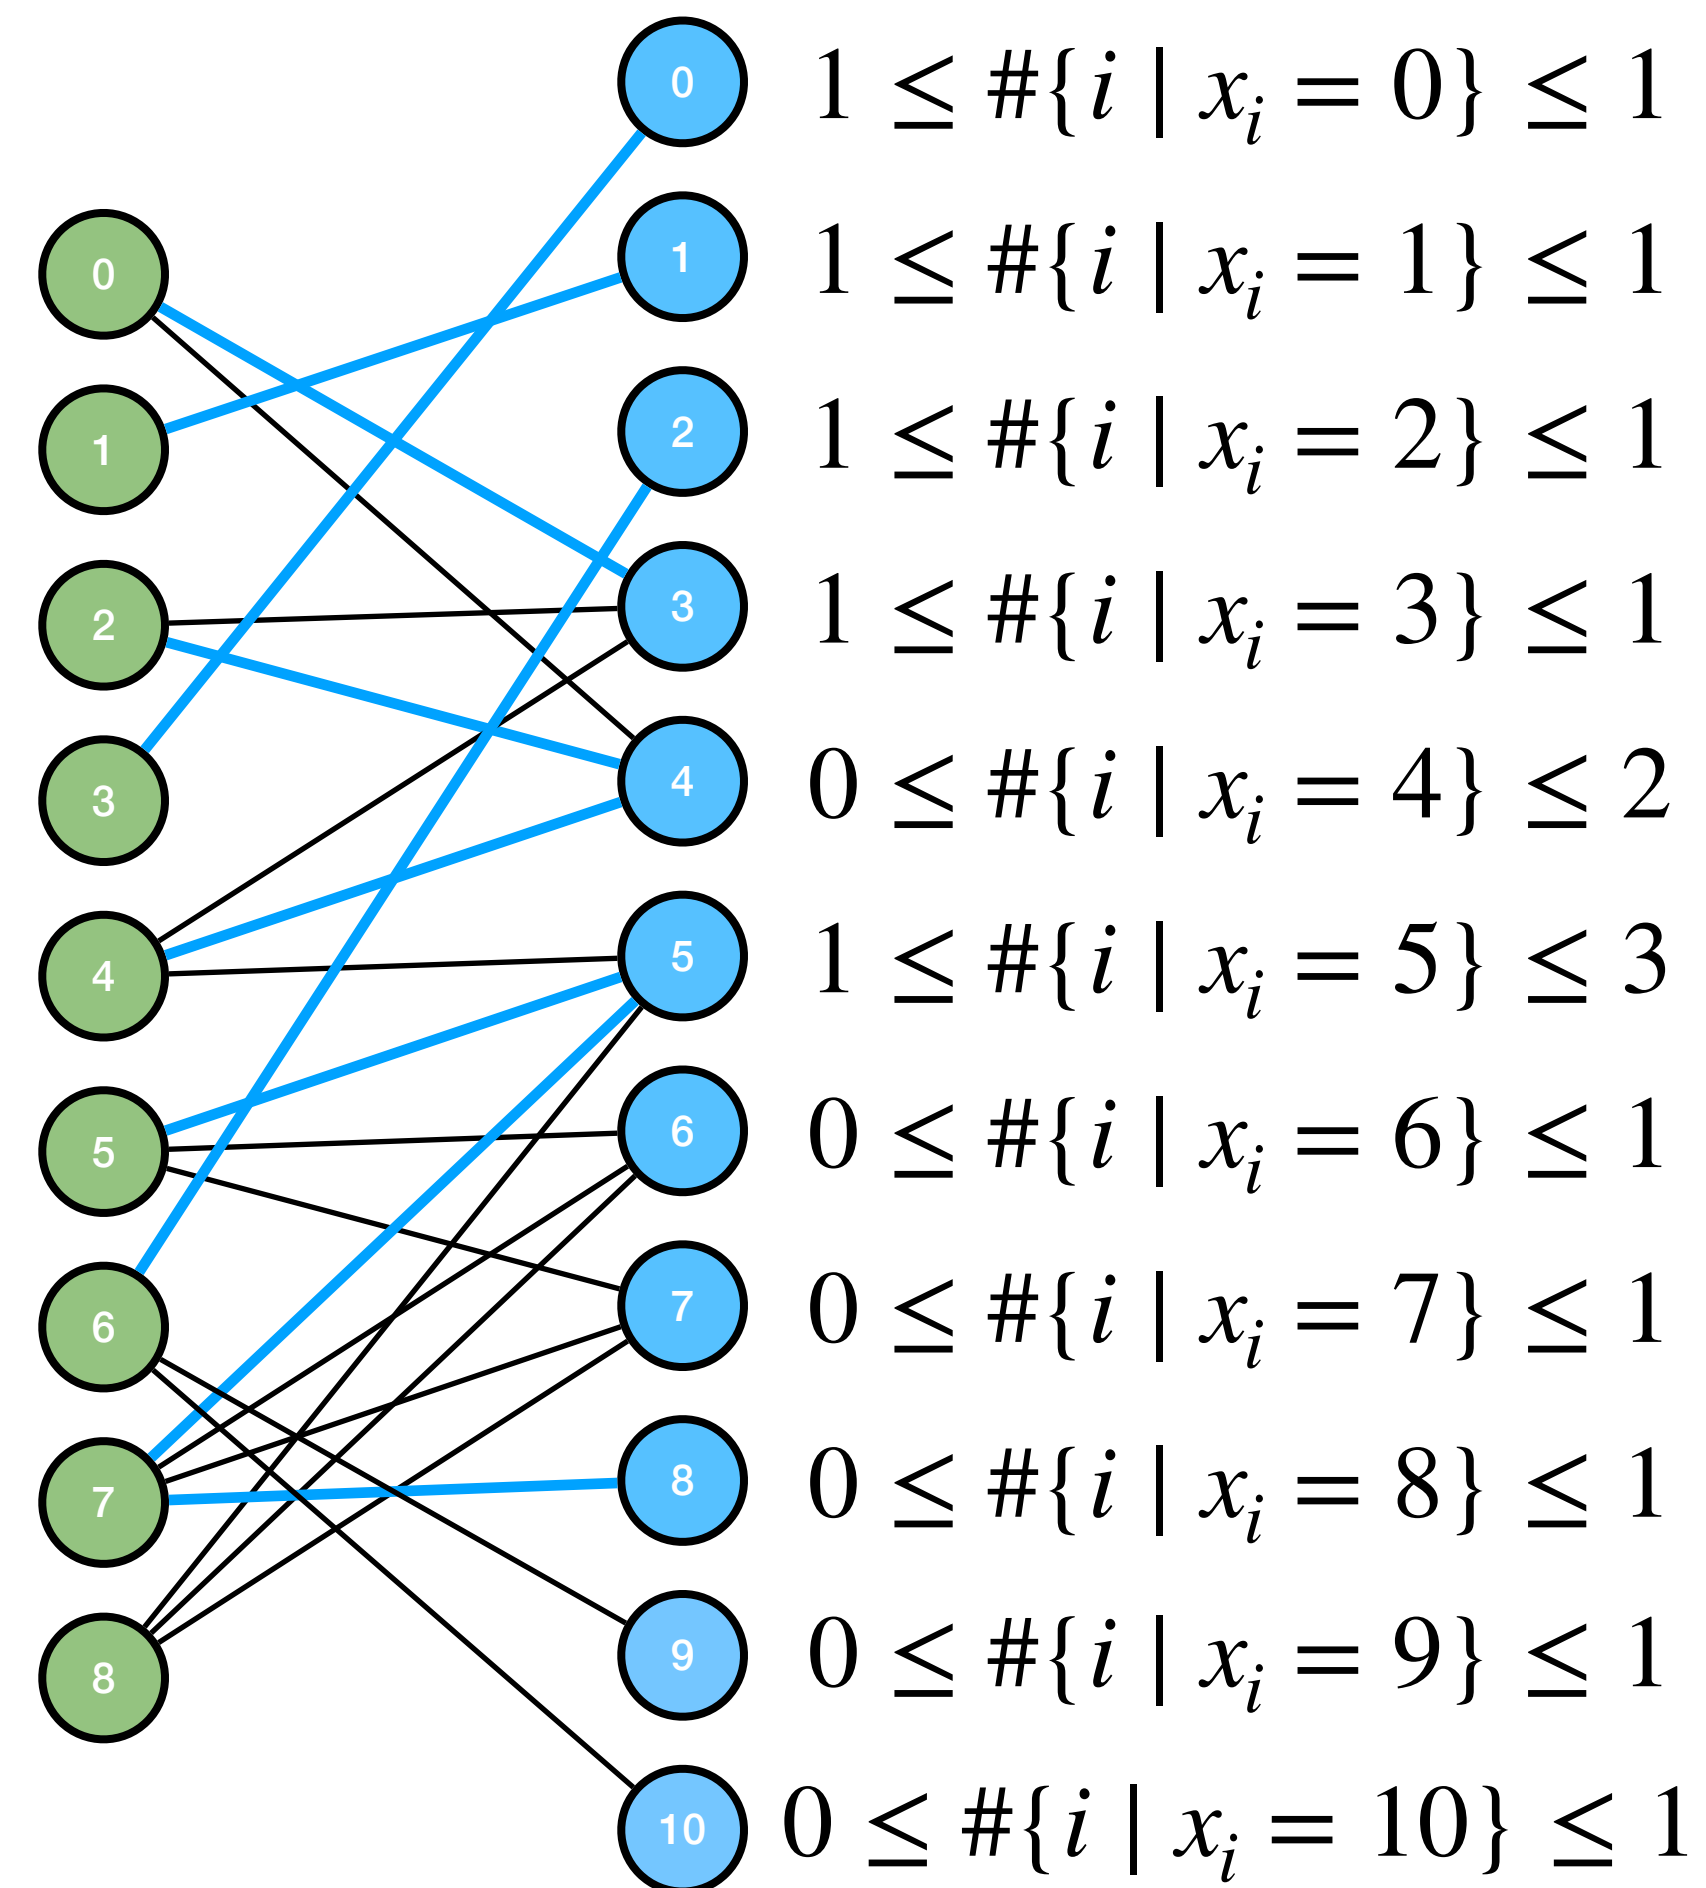 0 1 ≤ #{i | x_i = 0} ≤ 1
0
1 1 ≤ #{i | x_i = 1} ≤ 1
1
2 1 ≤ #{i | x_i = 2} ≤ 1
2
3 1 ≤ #{i | x_i = 3} ≤ 1
3
4 0 ≤ #{i | x_i = 4} ≤ 2
4
5 1 ≤ #{i | x_i = 5} ≤ 3
5
6 0 ≤ #{i | x_i = 6} ≤ 1
6
7 0 ≤ #{i | x_i = 7} ≤ 1
7
8 0 ≤ #{i | x_i = 8} ≤ 1
8
9 0 ≤ #{i | x_i = 9} ≤ 1
10 0 ≤ #{i | x_i = 10} ≤ 1